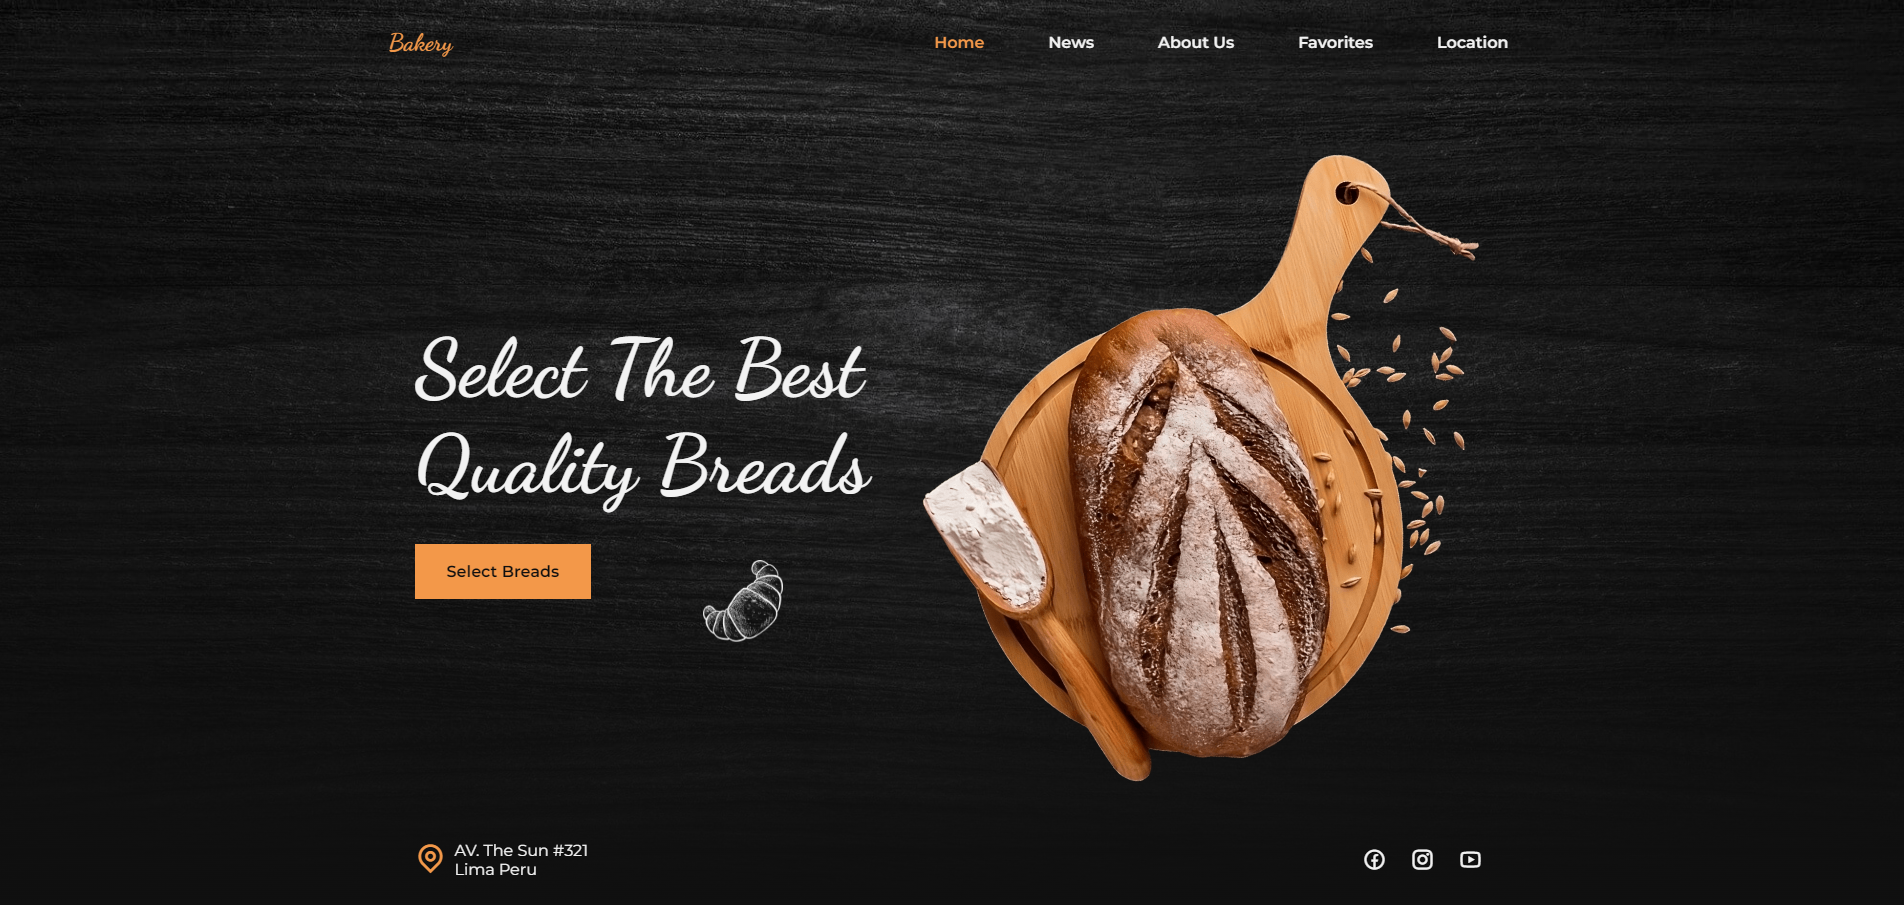 Bakery
Home News About Us Favorites Location
Select The Best
Quality Breads
Select Breads
AV. The Sun #321
Lima Peru